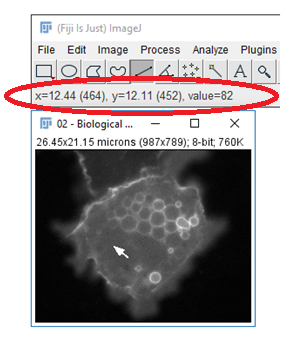 (Fiji Is Just) ImageJ
File Edit Image Process Analyze Plugins
A
x=12.44 (464), y=12.11 (452), value=82
02 - Biological ...
26.45x21.15 microns (987x789); 8-bit; 760K